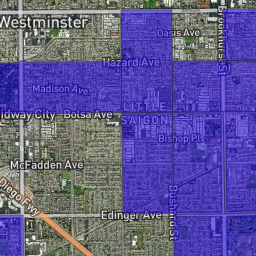 Westminster
Oasis Ave
Brookhurst St
Hazard Ave
Madison Ave
LITTLE
SAIGON
dway City
Bolsa Ave
Bishop Pl
McFadden Ave
Diego Fwy
Edinger Ave
Bushard St